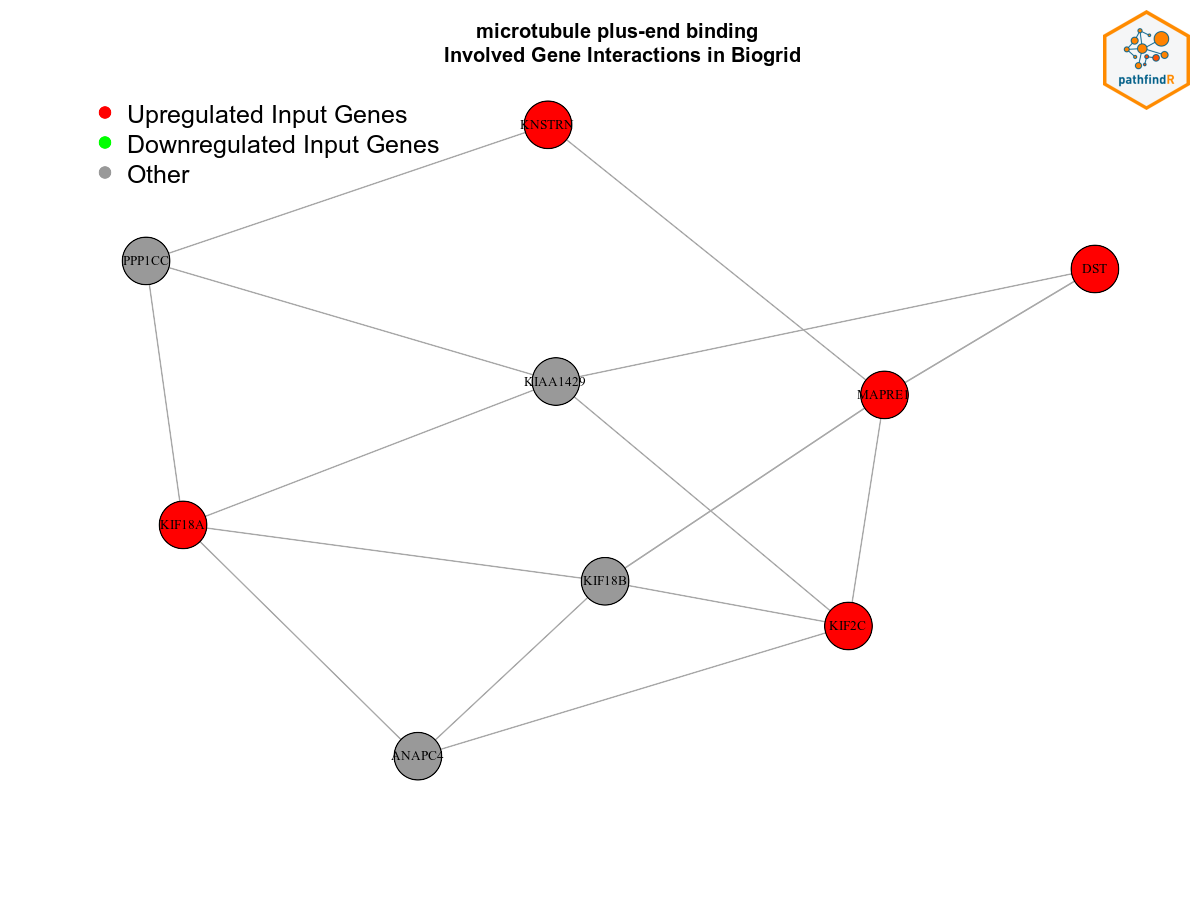 microtubule plus-end binding
Involved Gene Interactions in Biogrid
pathfindR
Upregulated Input Genes
Downregulated Input Genes
Other
KNSTRN
PPP1CC
DST
KIAA1429
MAPRE1
KIF18A
KIF18B
KIF2C
ANAPC4